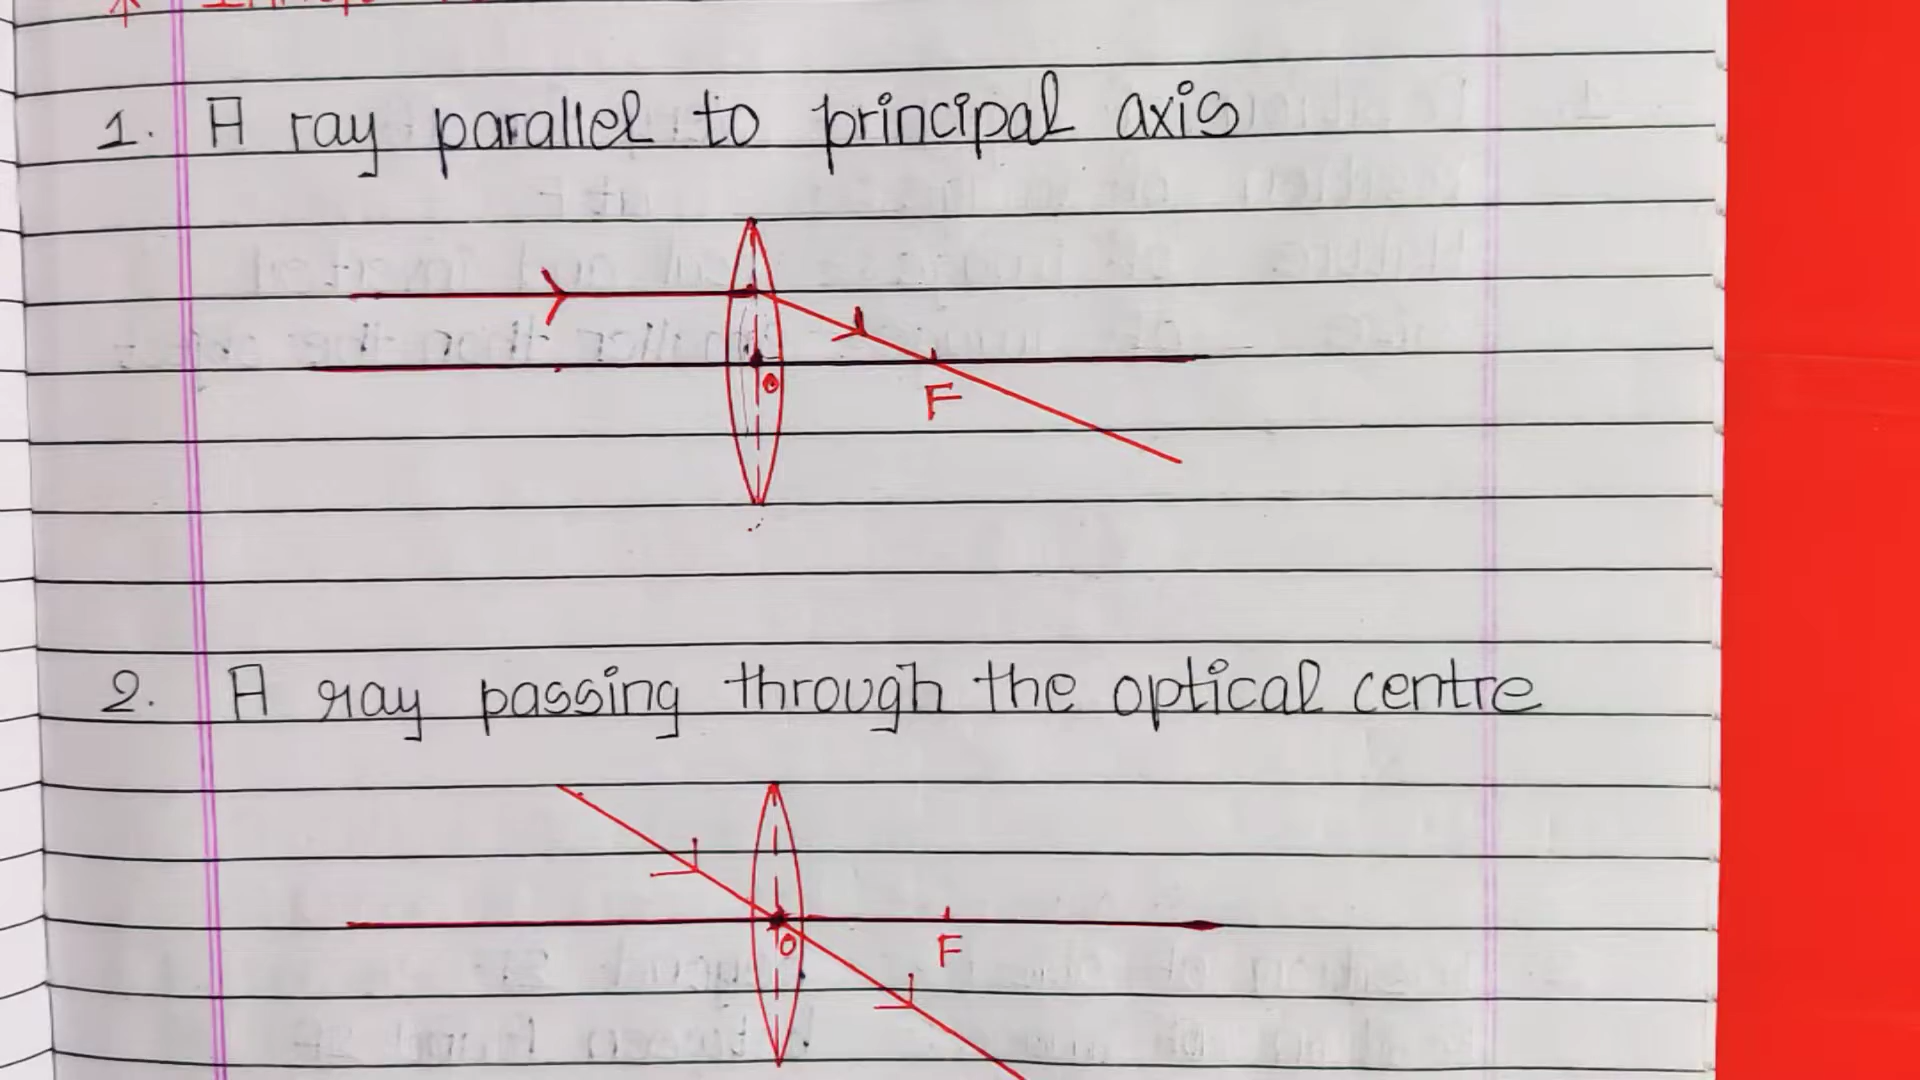 1. A ray parallel to principal axis
O
F
2. A ray passing through the optical centre
O
F